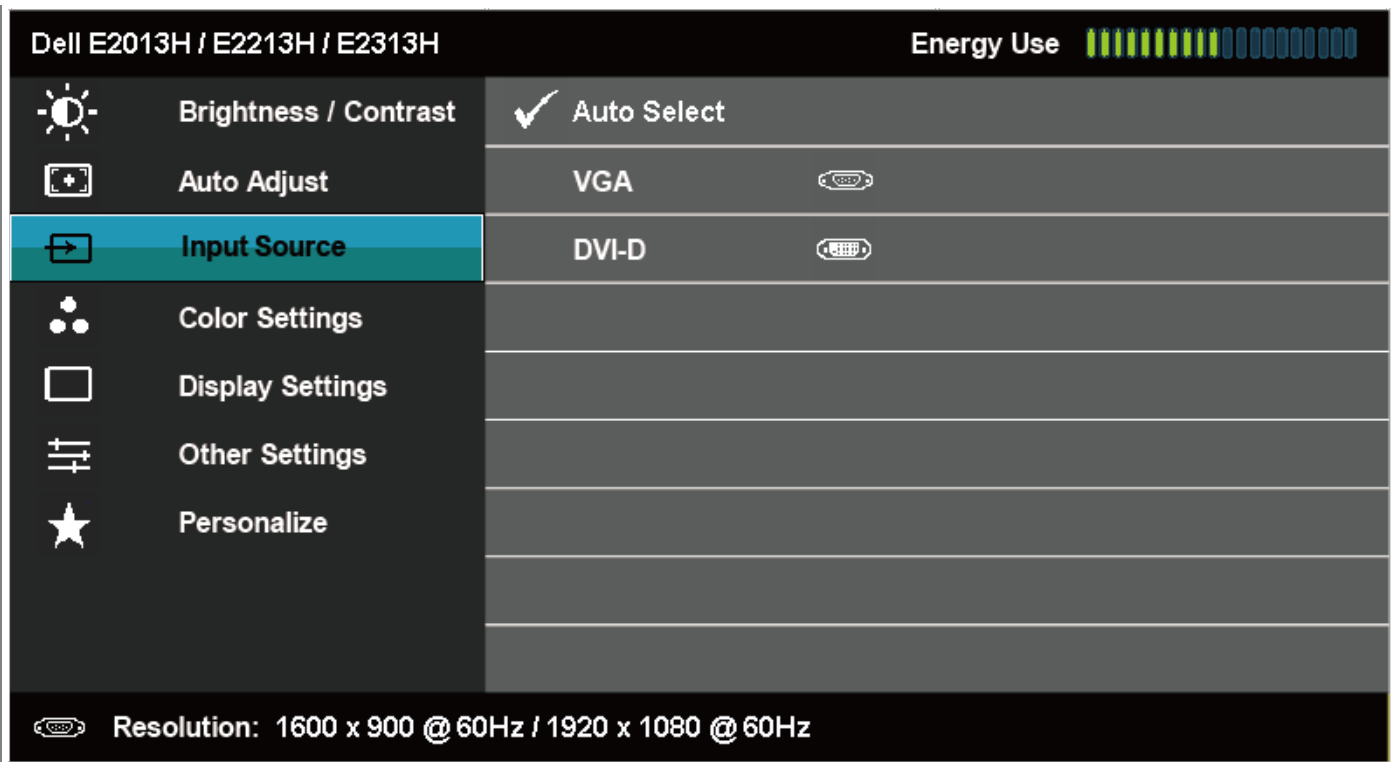 Dell E2013H / E2213H / E2313H
Energy Use
Brightness / Contrast
Auto Adjust
Input Source
Color Settings
Display Settings
Other Settings
Personalize
Auto Select
VGA
DVI-D
Resolution: 1600 x 900 @ 60Hz / 1920 x 1080 @ 60Hz